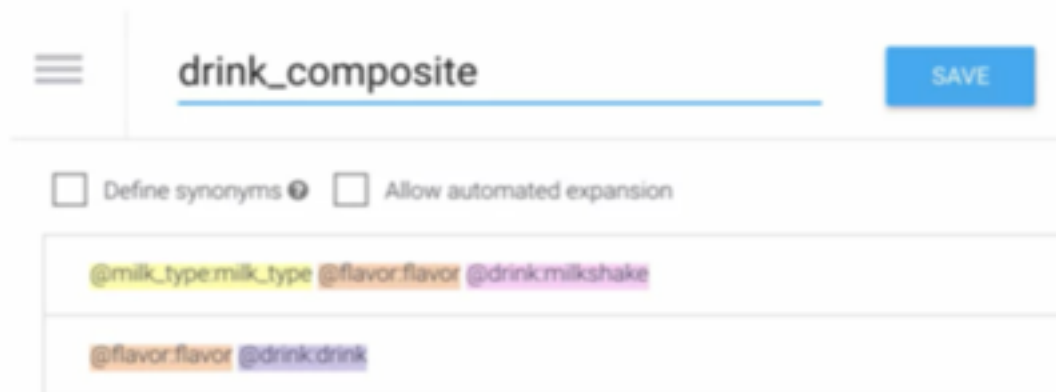 drink_composite
SAVE
Define synonyms ? Allow automated expansion
@milk_type:milk_type @flavor:flavor @drink:milkshake
@flavor:flavor @drink:drink